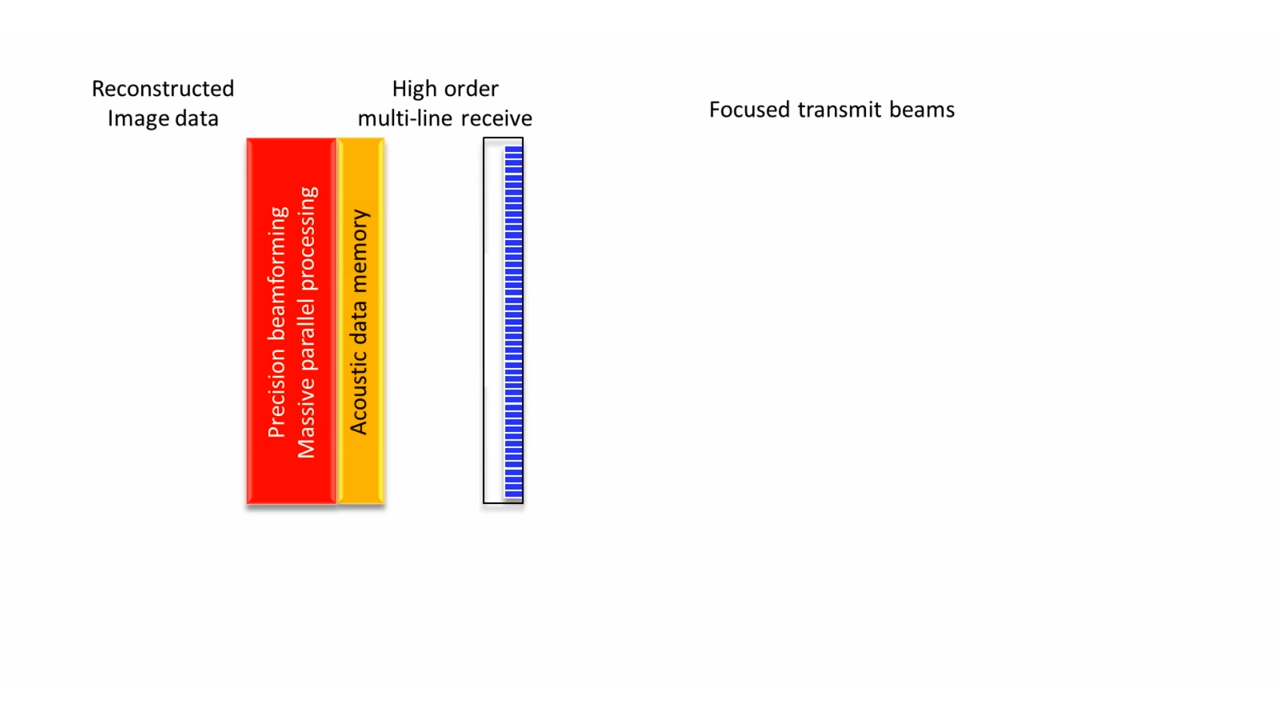 Reconstructed
Image data
High order
multi-line receive
Focused transmit beams
Precision beamforming
Massive parallel processing
Acoustic data memory